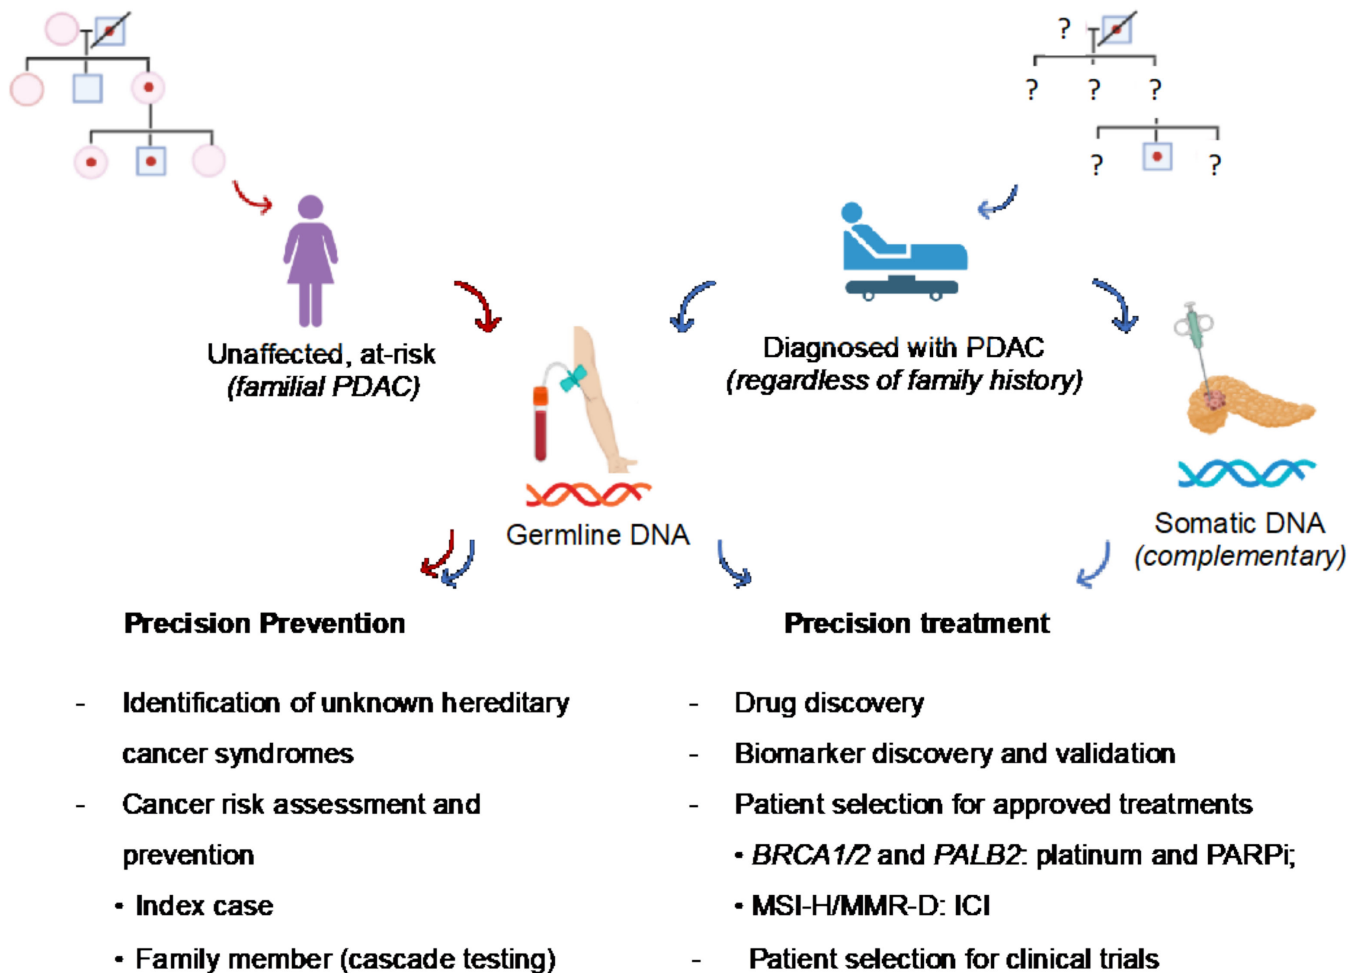 ?
? ? ?
? ?
Unaffected, at-risk
(familial PDAC)
Diagnosed with PDAC
(regardless of family history)
Germline DNA
Somatic DNA
(complementary)
Precision Prevention
- Identification of unknown hereditary
cancer syndromes
- Cancer risk assessment and
prevention
• Index case
• Family member (cascade testing)
Precision treatment
- Drug discovery
- Biomarker discovery and validation
- Patient selection for approved treatments
• BRCA1/2 and PALB2: platinum and PARPi;
• MSI-H/MMR-D: ICI
- Patient selection for clinical trials